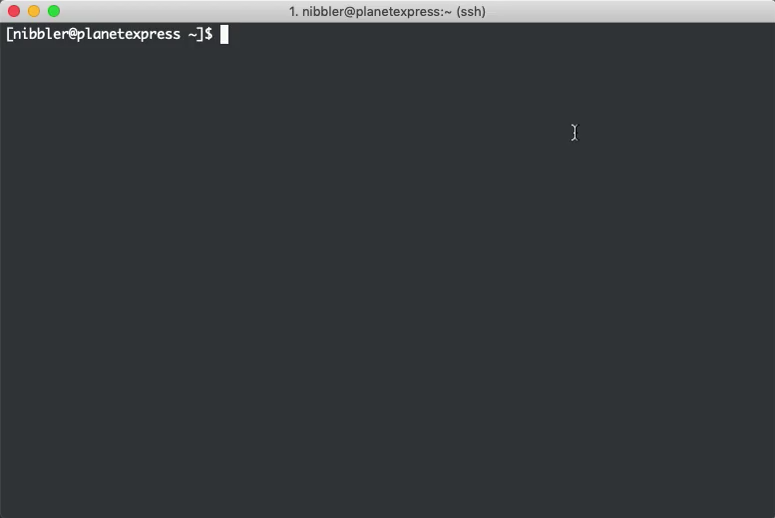 1. nibbler@planetexpress:~ (ssh)
[nibbler@planetexpress ~]$